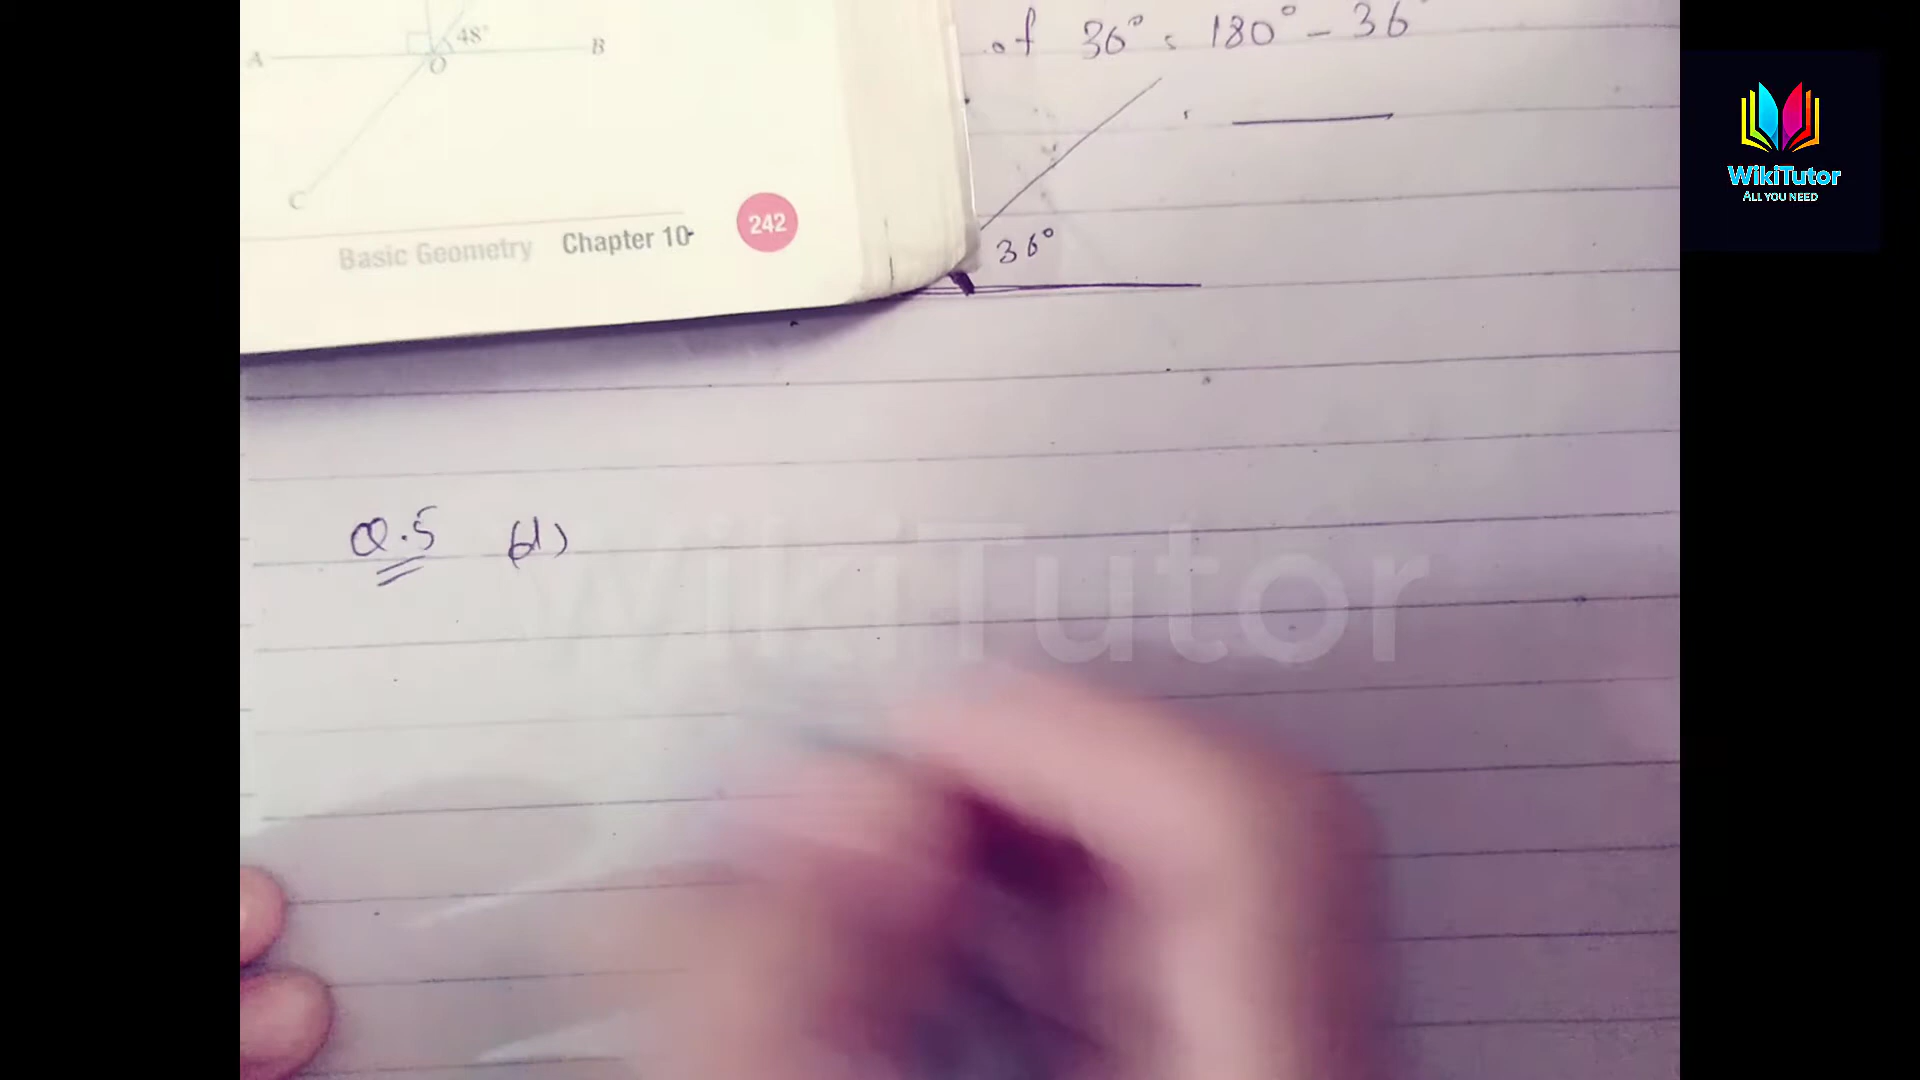 48°
A O B
C
Basic Geometry Chapter 10 242
of 36° = 180° - 36°
36°
Q.5 (d)
WikiTutor
WikiTutor
ALL YOU NEED